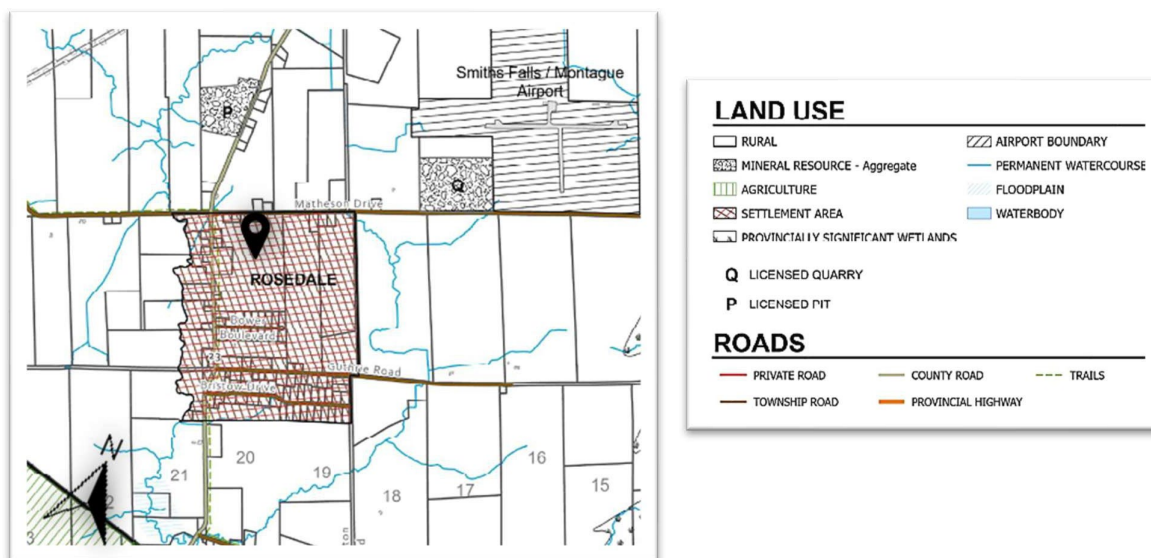 Smiths Falls / Montague
Airport
P
Q
Matheson Drive
ROSEDALE
Bowes
Boulevard
23
Guthrie Road
Bristow Drive
N
21
20
19
18
17
16
15
LAND USE
RURAL
AIRPORT BOUNDARY
MINERAL RESOURCE - Aggregate
PERMANENT WATERCOURSE
AGRICULTURE
FLOODPLAIN
SETTLEMENT AREA
WATERBODY
PROVINCIALLY SIGNIFICANT WETLANDS
Q LICENSED QUARRY
P LICENSED PIT
ROADS
PRIVATE ROAD
COUNTY ROAD
TRAILS
TOWNSHIP ROAD
PROVINCIAL HIGHWAY